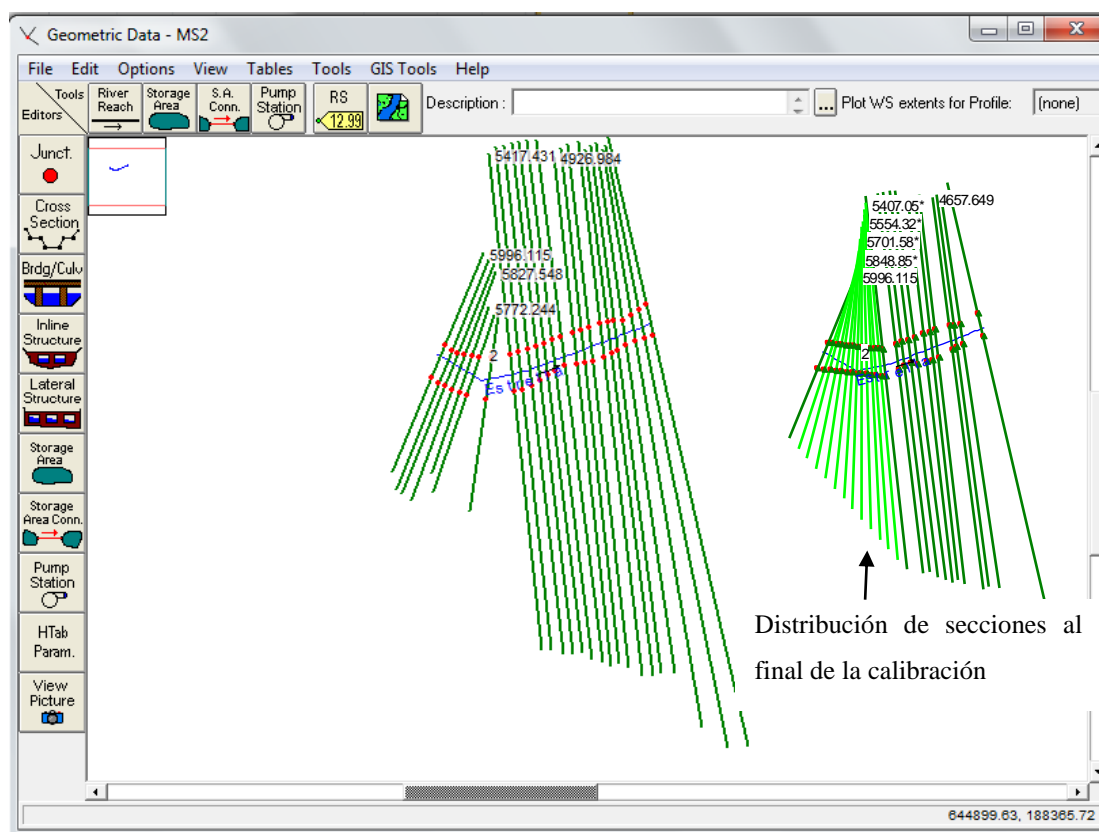 Geometric Data - MS2
File Edit Options View Tables Tools GIS Tools Help
Tools
Editors
River
Reach
Storage
Area
S.A.
Conn.
Pump
Station
RS
12.99
Description :
...
Plot WS extents for Profile:
(none)
Junct.
Cross
Section
Brdg/Culv
Inline
Structure
Lateral
Structure
Storage
Area
Storage
Area Conn.
Pump
Station
HTab
Param.
View
Picture
5417.431
4926.984
5996.115
5827.548
5772.244
2
5407.05*
4657.649
5554.32*
5701.58*
5848.85*
5996.115
2
Distribución de secciones al
final de la calibración
644899.63, 188365.72